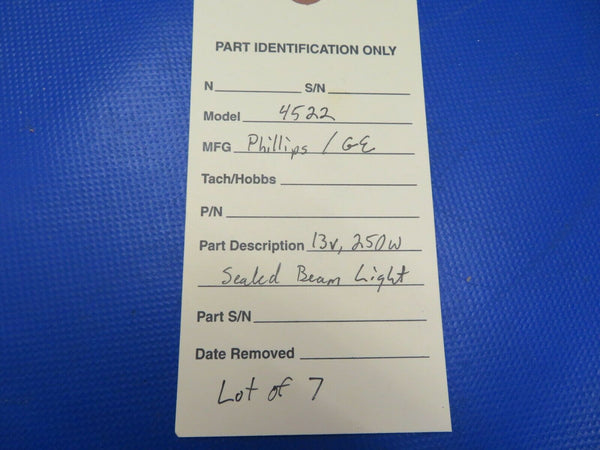 PART IDENTIFICATION ONLY
N S/N
Model 4522
MFG Phillips / GE
Tach/Hobbs
P/N
Part Description 13v, 250w
Sealed Beam Light
Part S/N
Date Removed
Lot of 7